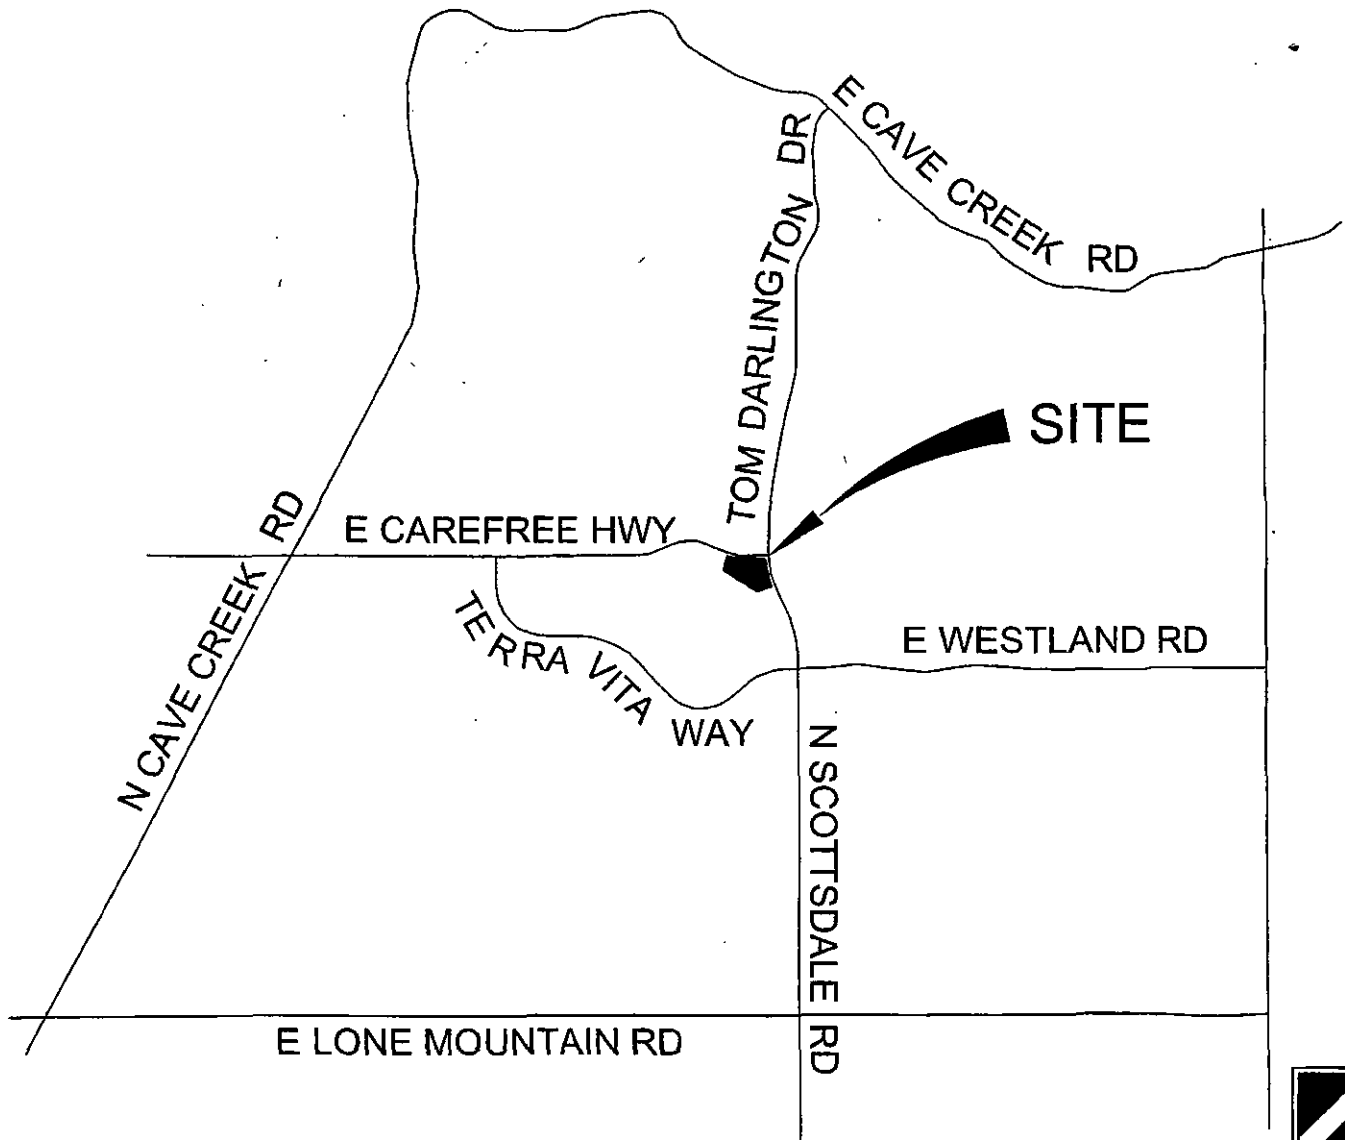 E CAVE CREEK RD
TOM DARLINGTON DR
SITE
E CAREFREE HWY
N CAVE CREEK RD
TERRA VITA WAY
E WESTLAND RD
N SCOTTSDALE RD
E LONE MOUNTAIN RD